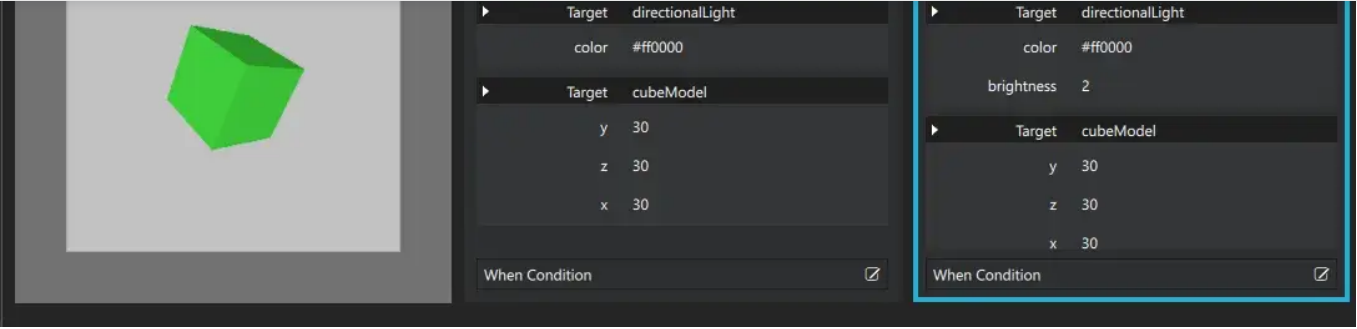 Target directionalLight
color #ff0000
Target cubeModel
y 30
z 30
x 30
When Condition
Target directionalLight
color #ff0000
brightness 2
Target cubeModel
y 30
z 30
x 30
When Condition